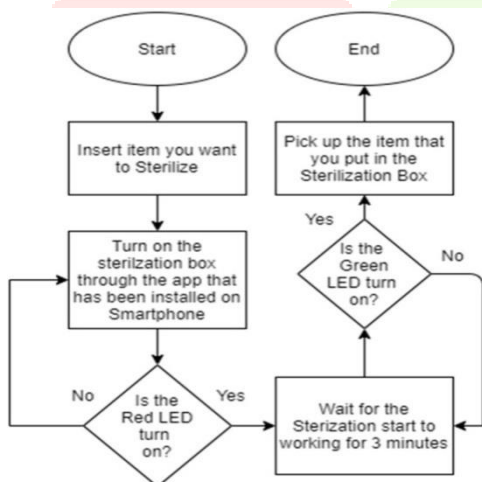 Start
Insert item you want
to Sterilize
Turn on the
sterilzation box
through the app that
has been installed on
Smartphone
No
Is the
Red LED
turn
on?
Yes
Wait for the
Sterization start to
working for 3 minutes
Is the
Green
LED turn
on?
No
Yes
Pick up the item that
you put in the
Sterilization Box
End